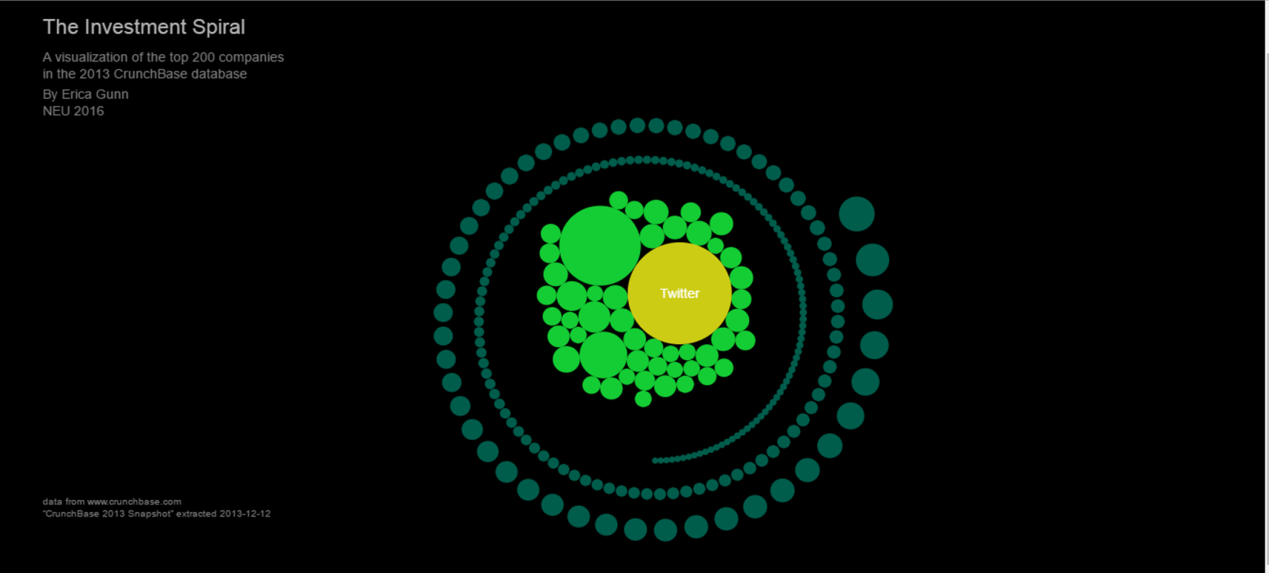 The Investment Spiral
A visualization of the top 200 companies
in the 2013 CrunchBase database
By Erica Gunn
NEU 2016
Twitter
data from www.crunchbase.com
"CrunchBase 2013 Snapshot" extracted 2013-12-12